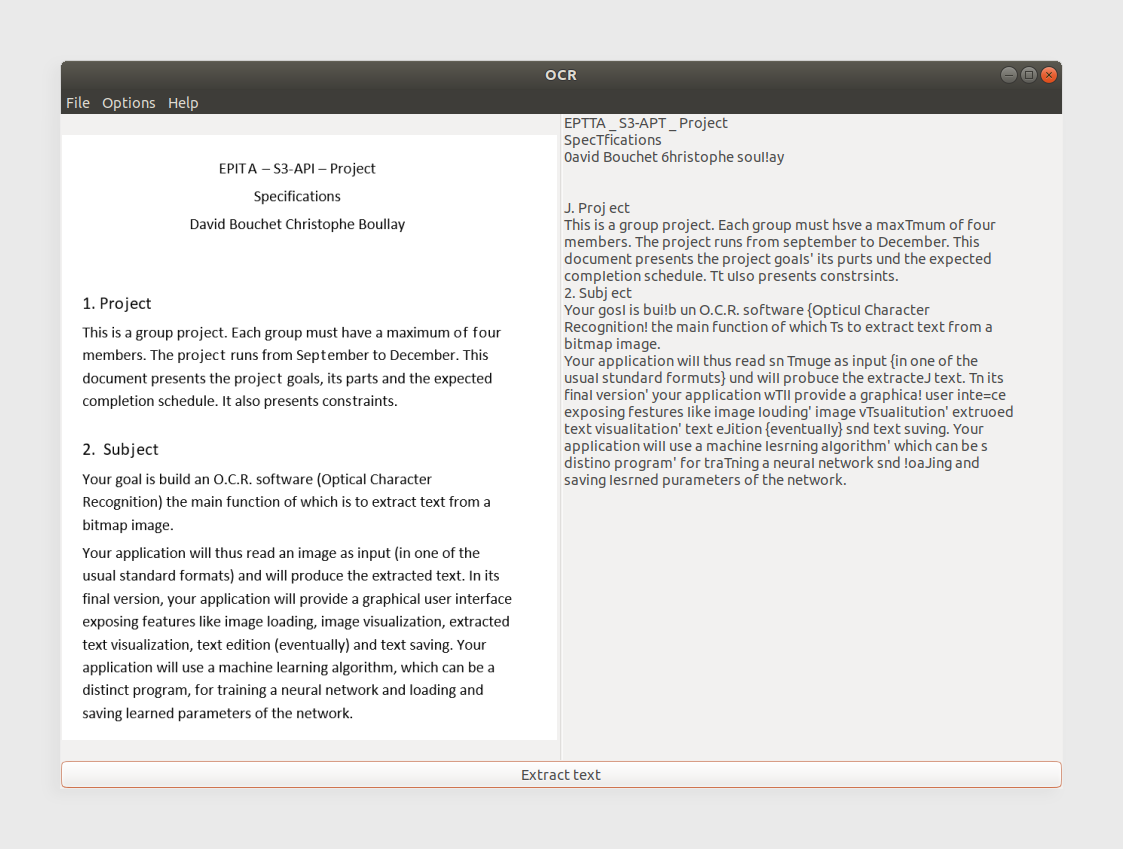 OCR
File Options Help
EPITA – S3-API – Project
Specifications
David Bouchet Christophe Boullay
1. Project
This is a group project. Each group must have a maximum of four
members. The project runs from September to December. This
document presents the project goals, its parts and the expected
completion schedule. It also presents constraints.
2. Subject
Your goal is build an O.C.R. software (Optical Character
Recognition) the main function of which is to extract text from a
bitmap image.
Your application will thus read an image as input (in one of the
usual standard formats) and will produce the extracted text. In its
final version, your application will provide a graphical user interface
exposing features like image loading, image visualization, extracted
text visualization, text edition (eventually) and text saving. Your
application will use a machine learning algorithm, which can be a
distinct program, for training a neural network and loading and
saving learned parameters of the network.
EPTTA _ S3-APT _ Project
SpecTfications
0avid Bouchet 6hristophe souI!ay
J. Proj ect
This is a group project. Each group must hsve a maxTmum of four
members. The project runs from september to December. This
document presents the project goaIs' its purts und the expected
compIetion scheduIe. Tt uIso presents constrsints.
2. Subj ect
Your gosI is bui!b un O.C.R. software {OpticuI Character
Recognition! the main function of which Ts to extract text from a
bitmap image.
Your appIication wiII thus read sn Tmuge as input {in one of the
usuaI stundard formuts} und wiII probuce the extracteJ text. Tn its
finaI version' your appIication wTII provide a graphica! user inte=ce
exposing festures Iike image Iouding' image vTsuaIitution' extruoed
text visuaIitation' text eJition {eventuaIIy} snd text suving. Your
appIication wiII use a machine Iesrning aIgorithm' which can be s
distino program' for traTning a neuraI network snd !oaJing and
saving Iesrned purameters of the network.
Extract text